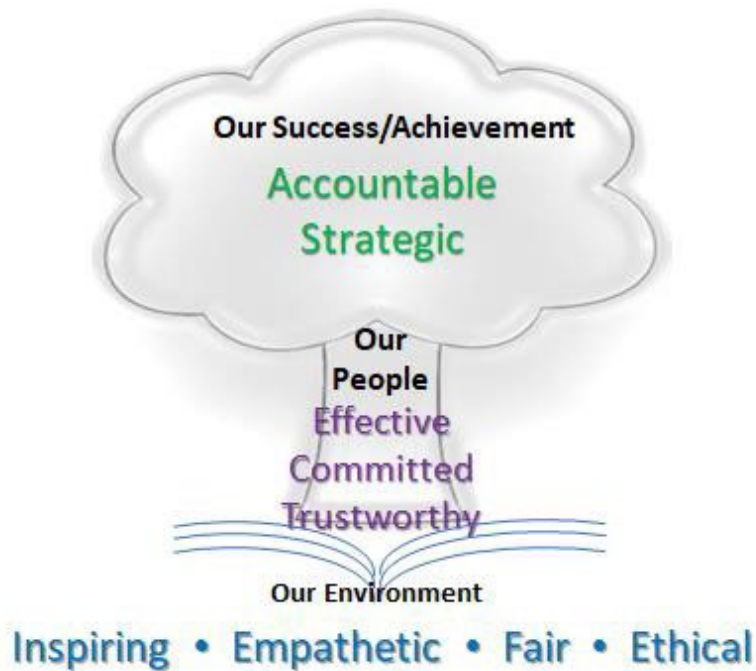 Our Success/Achievement
Accountable
Strategic
Our
People
Effective
Committed
Trustworthy
Our Environment
Inspiring • Empathetic • Fair • Ethical